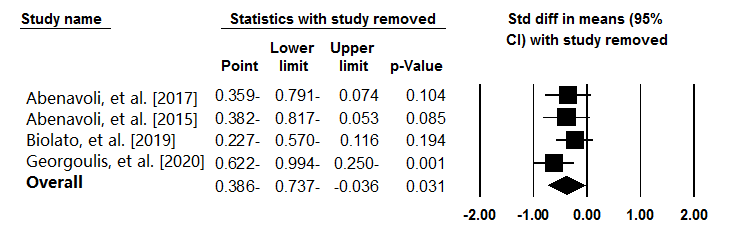 Study name Statistics with study removed Std diff in means (95%
CI) with study removed
Lower Upper
Point limit limit p-Value
Abenavoli, et al. [2017] 0.359- 0.791- 0.074 0.104
Abenavoli, et al. [2015] 0.382- 0.817- 0.053 0.085
Biolato, et al. [2019] 0.227- 0.570- 0.116 0.194
Georgoulis, et al. [2020] 0.622- 0.994- 0.250- 0.001
Overall 0.386- 0.737- -0.036 0.031
-2.00 -1.00 0.00 1.00 2.00